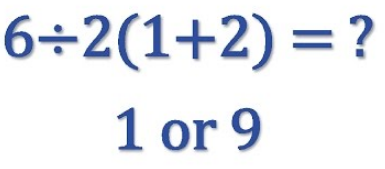 6÷2(1+2) = ?
1 or 9